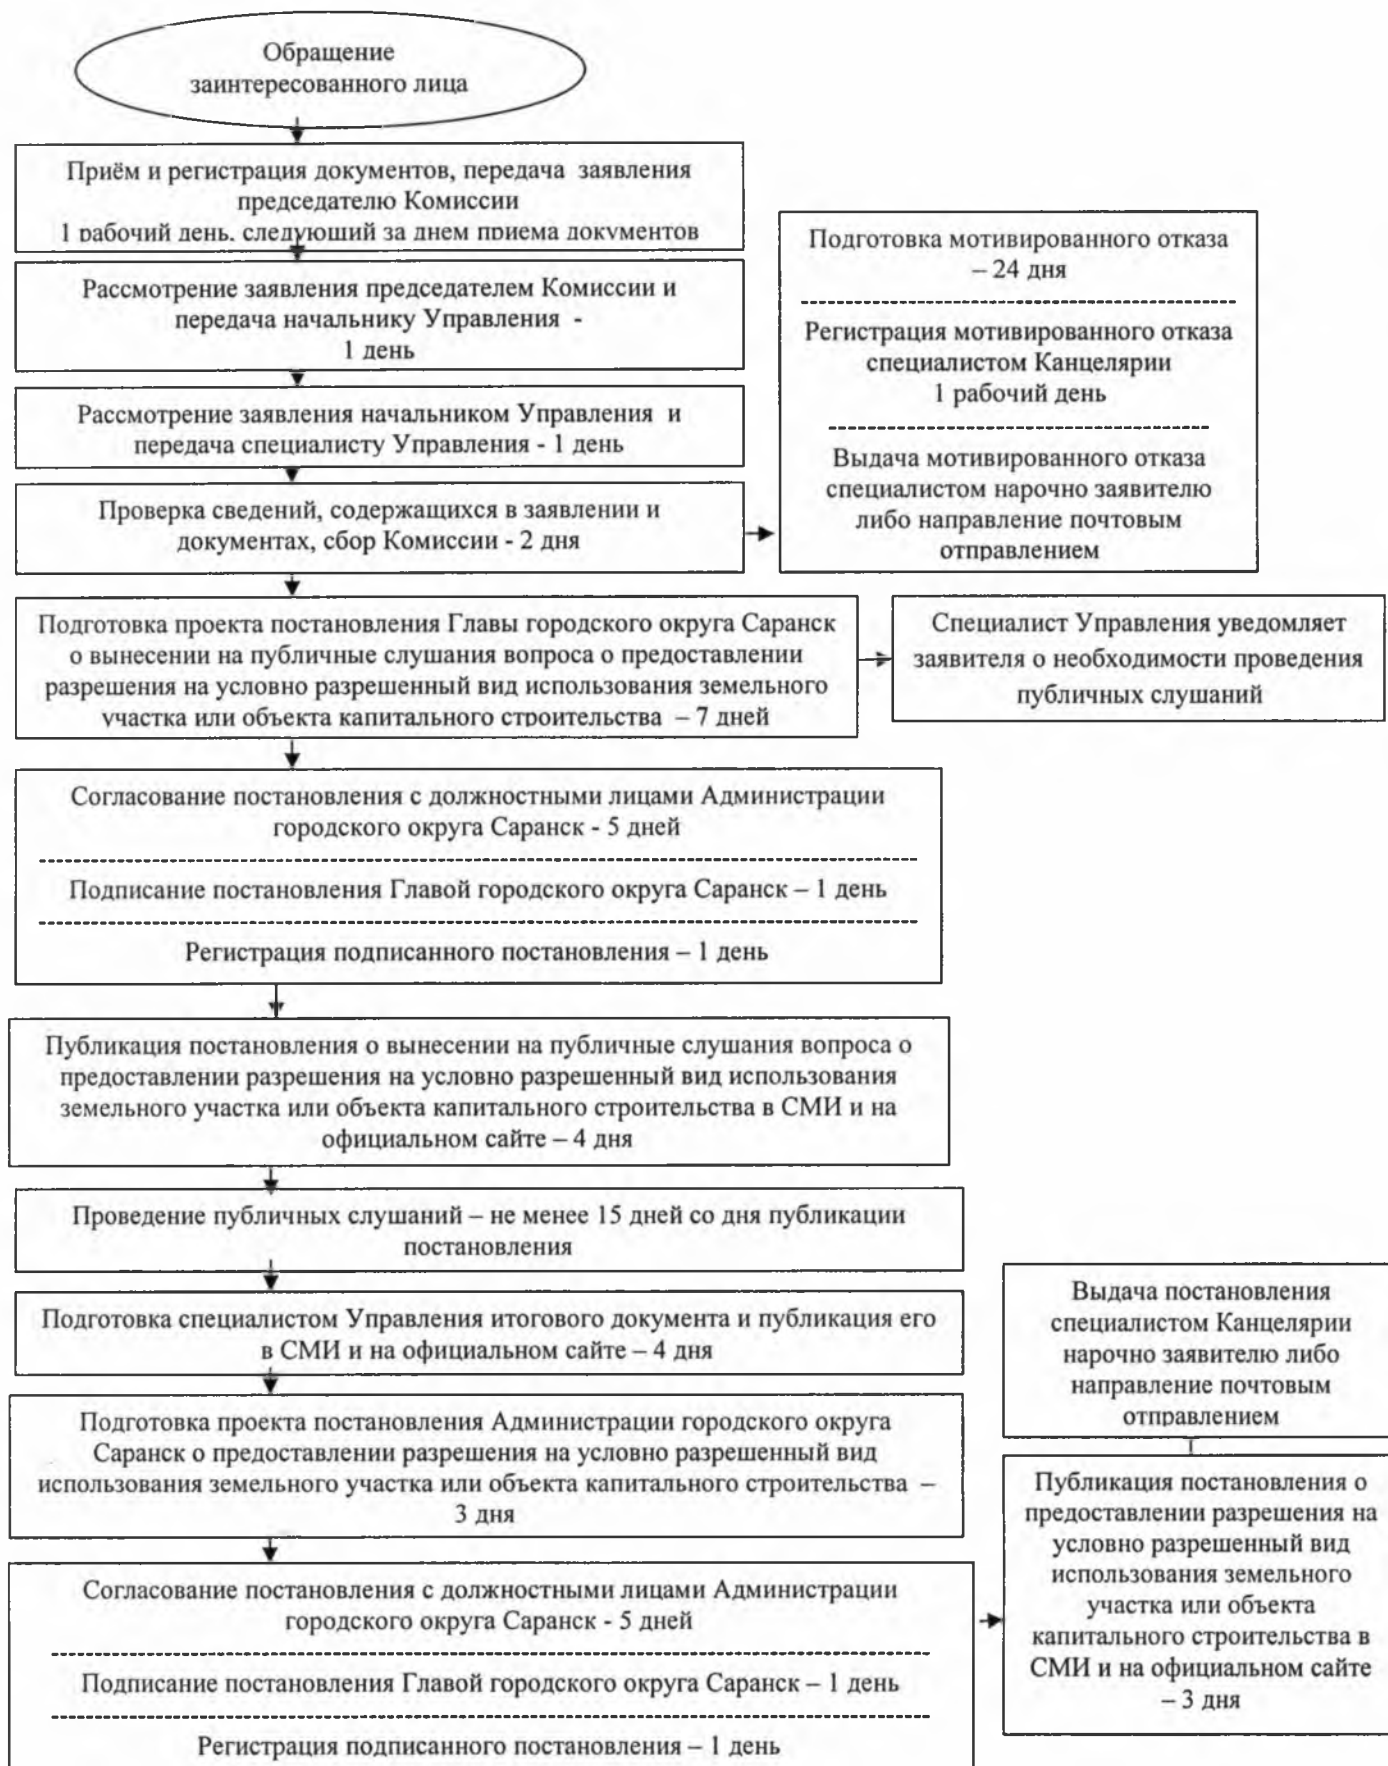 Обращение
заинтересованного лица
Приём и регистрация документов, передача заявления
председателю Комиссии
1 рабочий день, следующий за днем приема документов
Рассмотрение заявления председателем Комиссии и
передача начальнику Управления -
1 день
Рассмотрение заявления начальником Управления и
передача специалисту Управления - 1 день
Проверка сведений, содержащихся в заявлении и
документах, сбор Комиссии - 2 дня
Подготовка мотивированного отказа
– 24 дня
Регистрация мотивированного отказа
специалистом Канцелярии
1 рабочий день
Выдача мотивированного отказа
специалистом нарочно заявителю
либо направление почтовым
отправлением
Подготовка проекта постановления Главы городского округа Саранск
о вынесении на публичные слушания вопроса о предоставлении
разрешения на условно разрешенный вид использования земельного
участка или объекта капитального строительства – 7 дней
Специалист Управления уведомляет
заявителя о необходимости проведения
публичных слушаний
Согласование постановления с должностными лицами Администрации
городского округа Саранск - 5 дней
Подписание постановления Главой городского округа Саранск – 1 день
Регистрация подписанного постановления – 1 день
Публикация постановления о вынесении на публичные слушания вопроса о
предоставлении разрешения на условно разрешенный вид использования
земельного участка или объекта капитального строительства в СМИ и на
официальном сайте – 4 дня
Проведение публичных слушаний – не менее 15 дней со дня публикации
постановления
Подготовка специалистом Управления итогового документа и публикация его
в СМИ и на официальном сайте – 4 дня
Подготовка проекта постановления Администрации городского округа
Саранск о предоставлении разрешения на условно разрешенный вид
использования земельного участка или объекта капитального строительства –
3 дня
Согласование постановления с должностными лицами Администрации
городского округа Саранск - 5 дней
Подписание постановления Главой городского округа Саранск – 1 день
Регистрация подписанного постановления – 1 день
Выдача постановления
специалистом Канцелярии
нарочно заявителю либо
направление почтовым
отправлением
Публикация постановления о
предоставлении разрешения на
условно разрешенный вид
использования земельного
участка или объекта
капитального строительства в
СМИ и на официальном сайте
– 3 дня